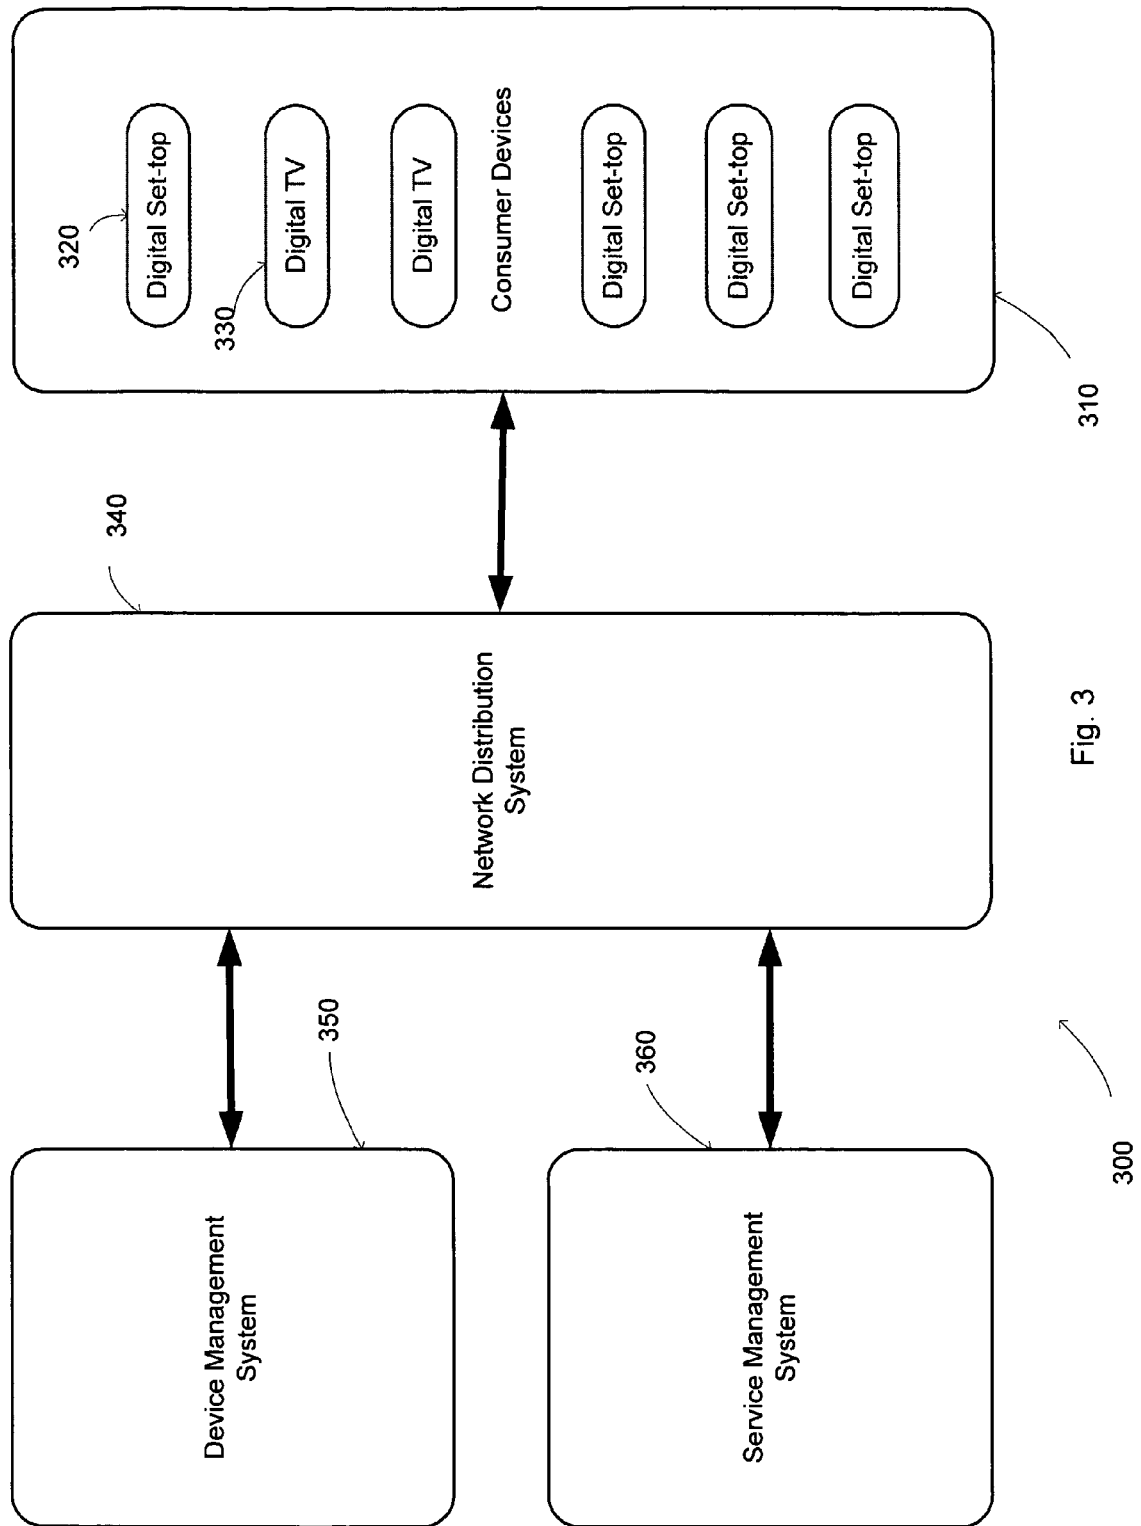 Device Management
System
350
Service Management
System
360
300
340
Network Distribution
System
320
Digital Set-top
330
Digital TV
Digital TV
Consumer Devices
Digital Set-top
Digital Set-top
Digital Set-top
310
Fig. 3